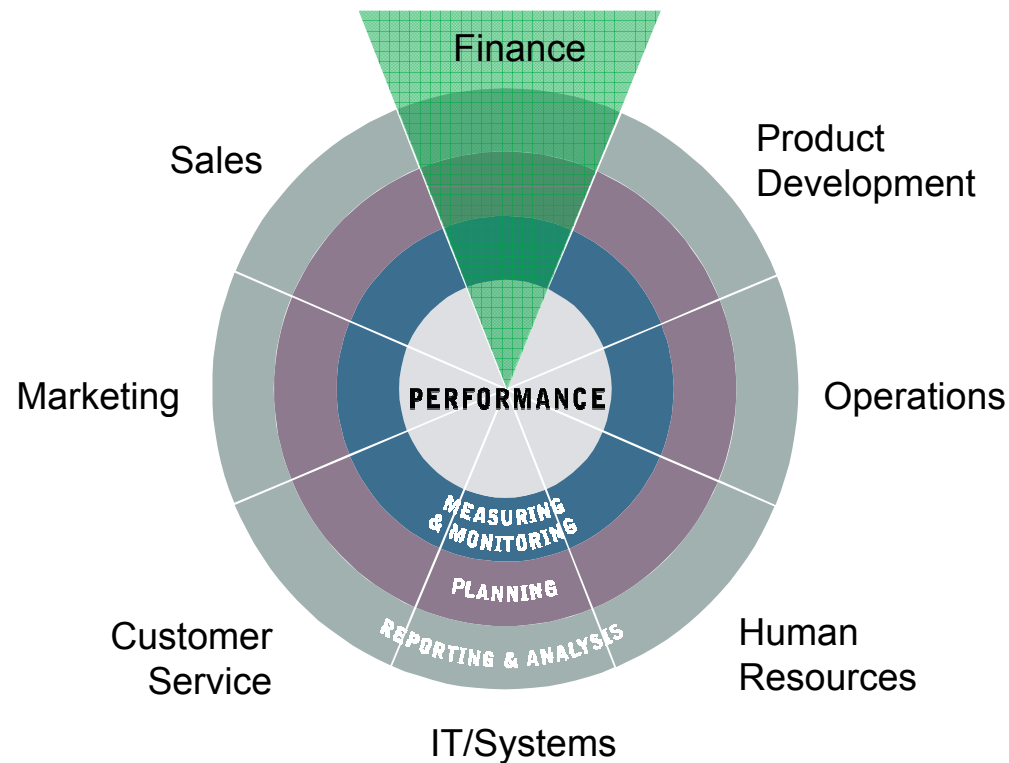 Finance
Sales
Product
Development
Marketing
PERFORMANCE
Operations
MEASURING
& MONITORING
PLANNING
REPORTING & ANALYSIS
Customer
Service
Human
Resources
IT/Systems